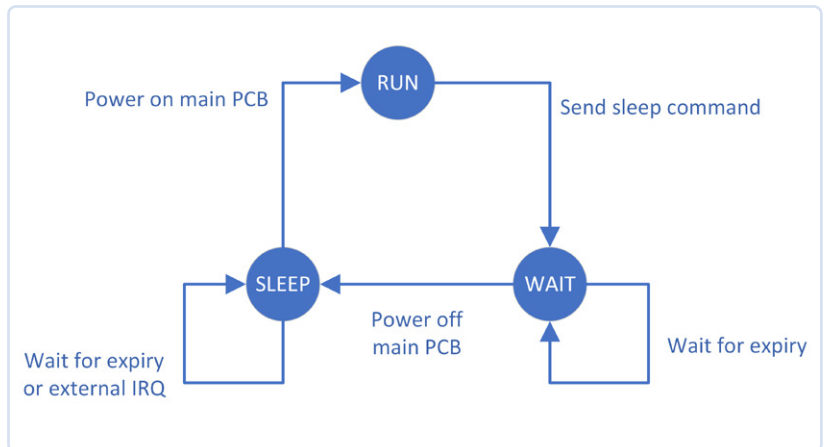 RUN
Power on main PCB
Send sleep command
SLEEP
WAIT
Power off
main PCB
Wait for expiry
Wait for expiry
or external IRQ